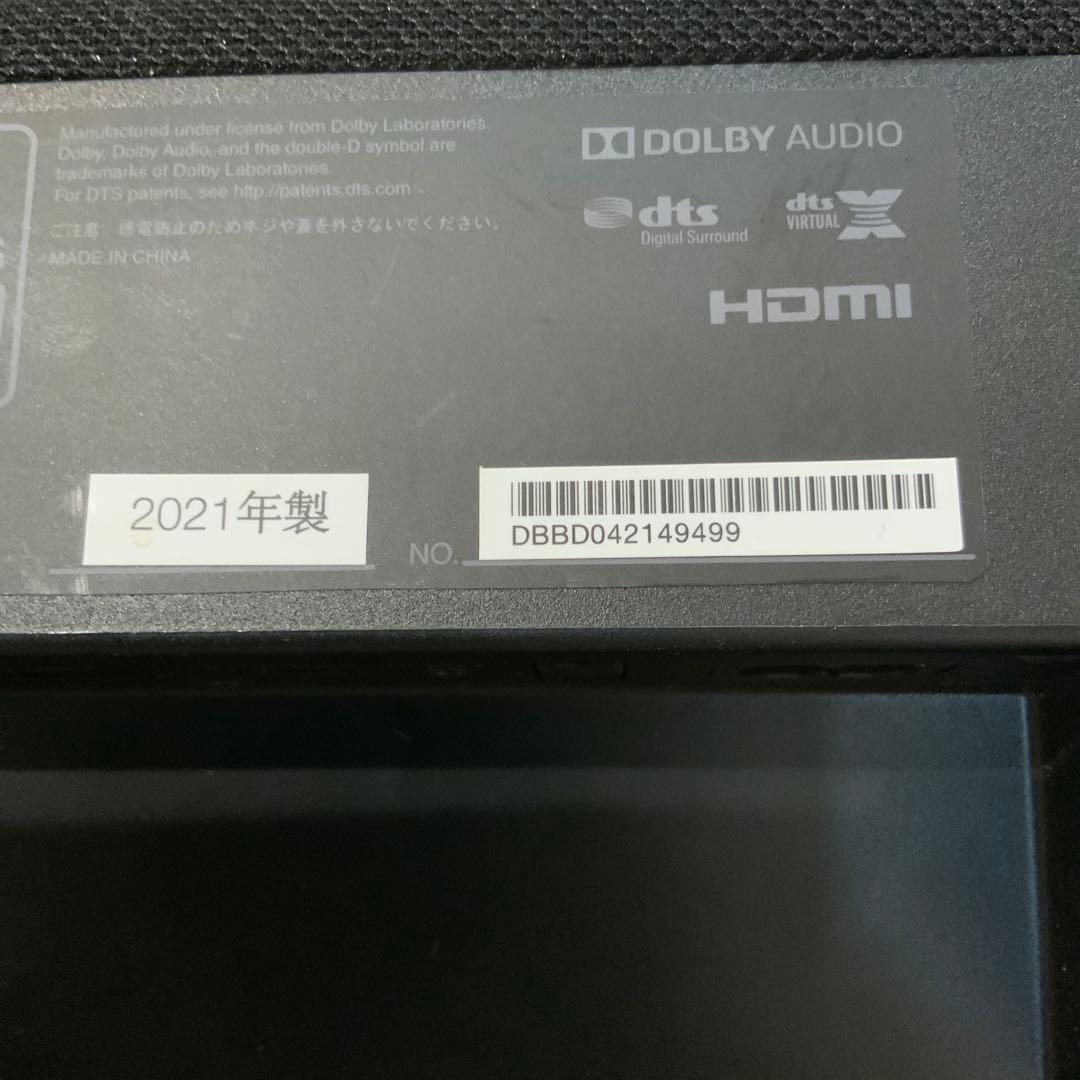 Manufactured under license from Dolby Laboratories.
Dolby, Dolby Audio, and the double-D symbol are
trademarks of Dolby Laboratories.
For DTS patents, see http://patents.dts.com
ご注意 感電防止のためネジや蓋を外さないでください。
MADE IN CHINA
DOLBY AUDIO
dts
Digital Surround
dts
VIRTUAL X
HDMI
2021年製
NO.
DBBD042149499